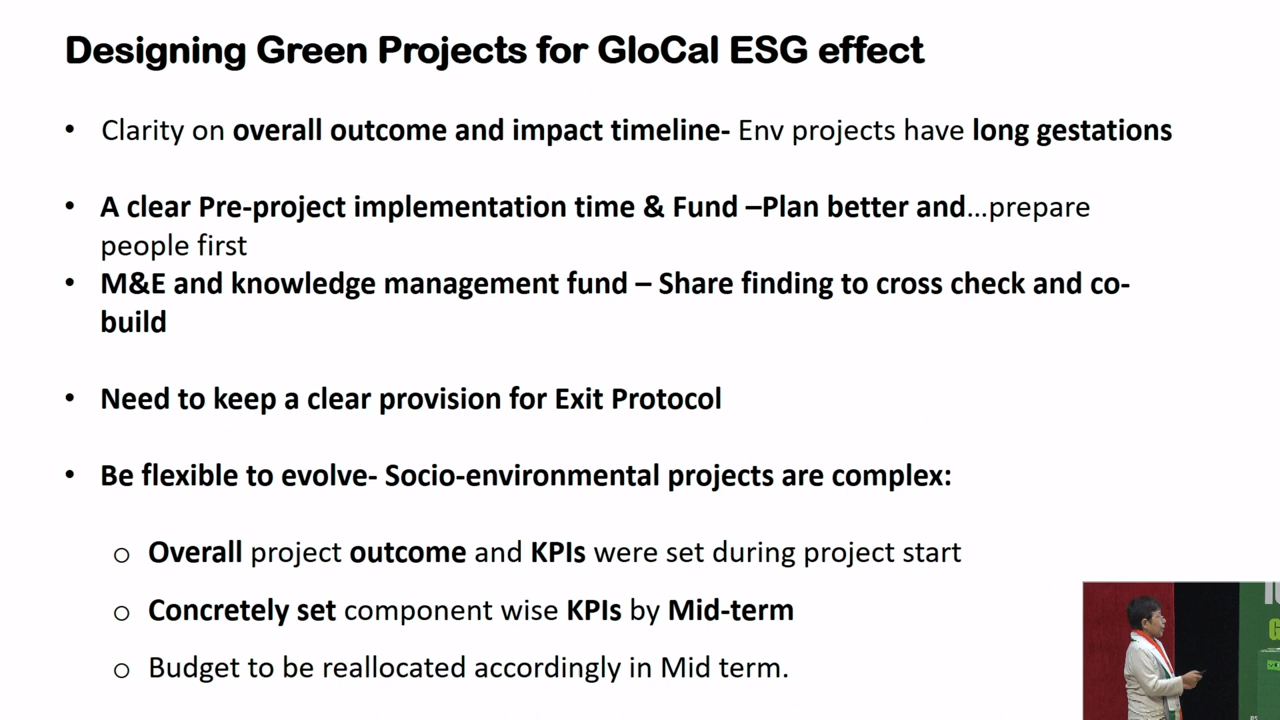 Designing Green Projects for GloCal ESG effect
• Clarity on overall outcome and impact timeline- Env projects have long gestations
• A clear Pre-project implementation time & Fund –Plan better and…prepare
people first
• M&E and knowledge management fund – Share finding to cross check and co-
build
• Need to keep a clear provision for Exit Protocol
• Be flexible to evolve- Socio-environmental projects are complex:
o Overall project outcome and KPIs were set during project start
o Concretely set component wise KPIs by Mid-term
o Budget to be reallocated accordingly in Mid term.